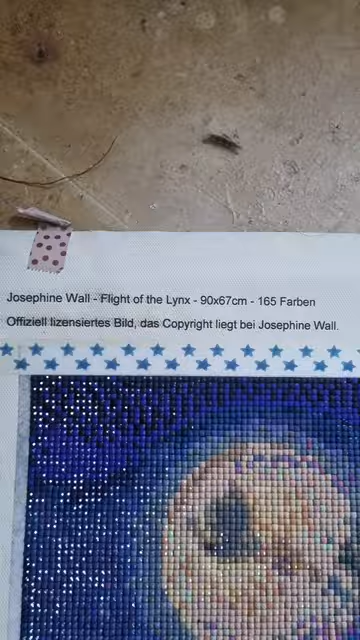 Josephine Wall - Flight of the Lynx - 90x67cm - 165 Farben
Offiziell lizensiertes Bild, das Copyright liegt bei Josephine Wall.